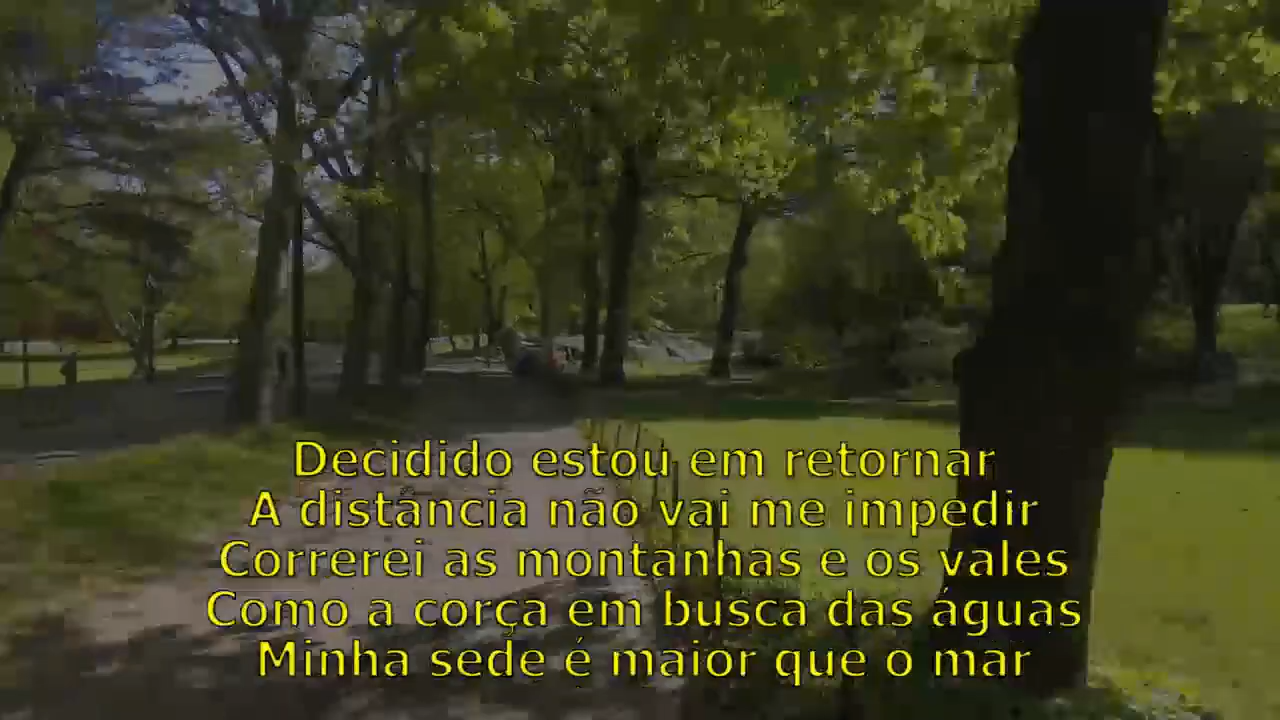 Decidido estou em retornar
A distância não vai me impedir
Correrei as montanhas e os vales
Como a corça em busca das águas
Minha sede é maior que o mar